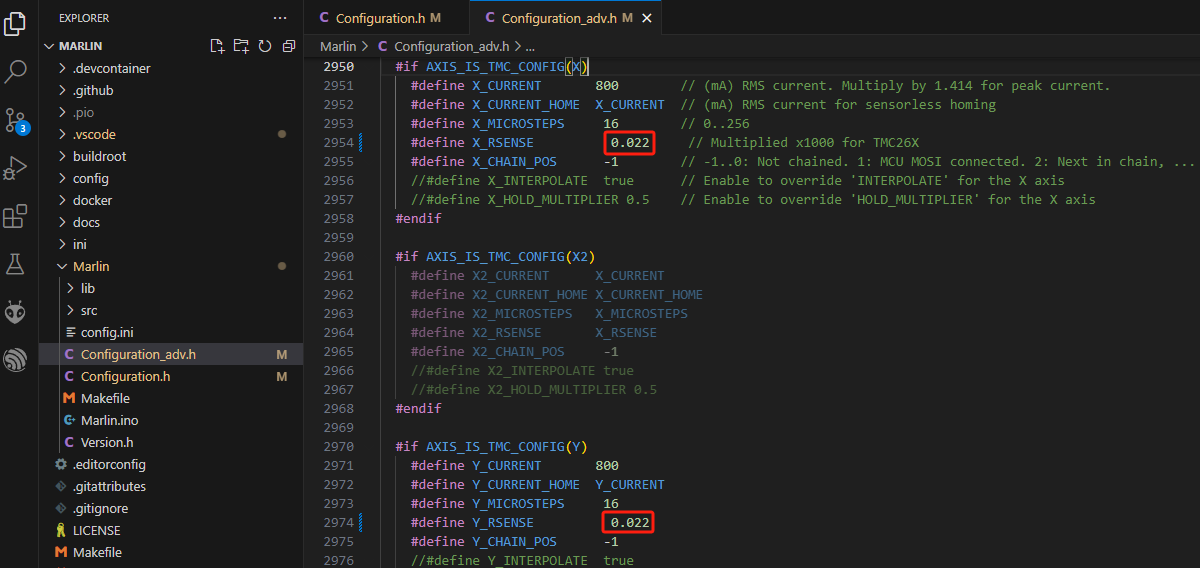 EXPLORER
MARLIN
.devcontainer
.github
.pio
.vscode
buildroot
config
docker
docs
ini
Marlin
lib
src
config.ini
Configuration_adv.h M
Configuration.h M
Makefile
Marlin.ino
Version.h
.editorconfig
.gitattributes
.gitignore
LICENSE
Makefile
3
Configuration.h M
Configuration_adv.h M
Marlin > Configuration_adv.h > ...
2950 #if AXIS_IS_TMC_CONFIG(X)
2951 #define X_CURRENT 800 // (mA) RMS current. Multiply by 1.414 for peak current.
2952 #define X_CURRENT_HOME X_CURRENT // (mA) RMS current for sensorless homing
2953 #define X_MICROSTEPS 16 // 0..256
2954 #define X_RSENSE 0.022 // Multiplied x1000 for TMC26X
2955 #define X_CHAIN_POS -1 // -1..0: Not chained. 1: MCU MOSI connected. 2: Next in chain, ...
2956 //#define X_INTERPOLATE true // Enable to override 'INTERPOLATE' for the X axis
2957 //#define X_HOLD_MULTIPLIER 0.5 // Enable to override 'HOLD_MULTIPLIER' for the X axis
2958 #endif
2959
2960 #if AXIS_IS_TMC_CONFIG(X2)
2961 #define X2_CURRENT X_CURRENT
2962 #define X2_CURRENT_HOME X_CURRENT_HOME
2963 #define X2_MICROSTEPS X_MICROSTEPS
2964 #define X2_RSENSE X_RSENSE
2965 #define X2_CHAIN_POS -1
2966 //#define X2_INTERPOLATE true
2967 //#define X2_HOLD_MULTIPLIER 0.5
2968 #endif
2969
2970 #if AXIS_IS_TMC_CONFIG(Y)
2971 #define Y_CURRENT 800
2972 #define Y_CURRENT_HOME Y_CURRENT
2973 #define Y_MICROSTEPS 16
2974 #define Y_RSENSE 0.022
2975 #define Y_CHAIN_POS -1
2976 //#define Y_INTERPOLATE true